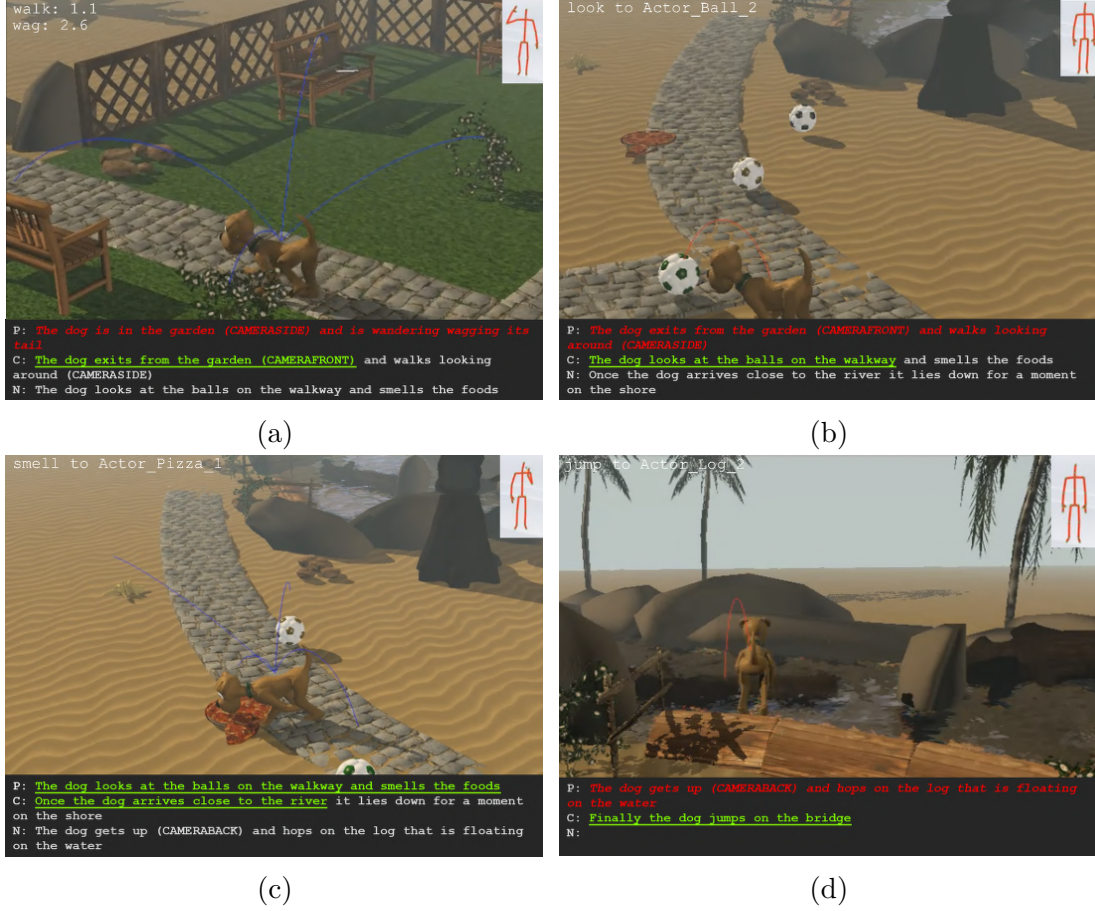 walk: 1.1
wag: 2.6
P: The dog is in the garden (CAMERASIDE) and is wandering wagging its
tail
C: The dog exits from the garden (CAMERAFRONT) and walks looking
around (CAMERASIDE)
N: The dog looks at the balls on the walkway and smells the foods
(a)
look to Actor_Ball_2
P: The dog exits from the garden (CAMERAFRONT) and walks looking
around (CAMERASIDE)
C: The dog looks at the balls on the walkway and smells the foods
N: Once the dog arrives close to the river it lies down for a moment
on the shore
(b)
smell to Actor_Pizza_1
P: The dog looks at the balls on the walkway and smells the foods
C: Once the dog arrives close to the river it lies down for a moment
on the shore
N: The dog gets up (CAMERABACK) and hops on the log that is floating
on the water
(c)
jump to Actor_Log_2
P: The dog gets up (CAMERABACK) and hops on the log that is floating
on the water
C: Finally the dog jumps on the bridge
N:
(d)